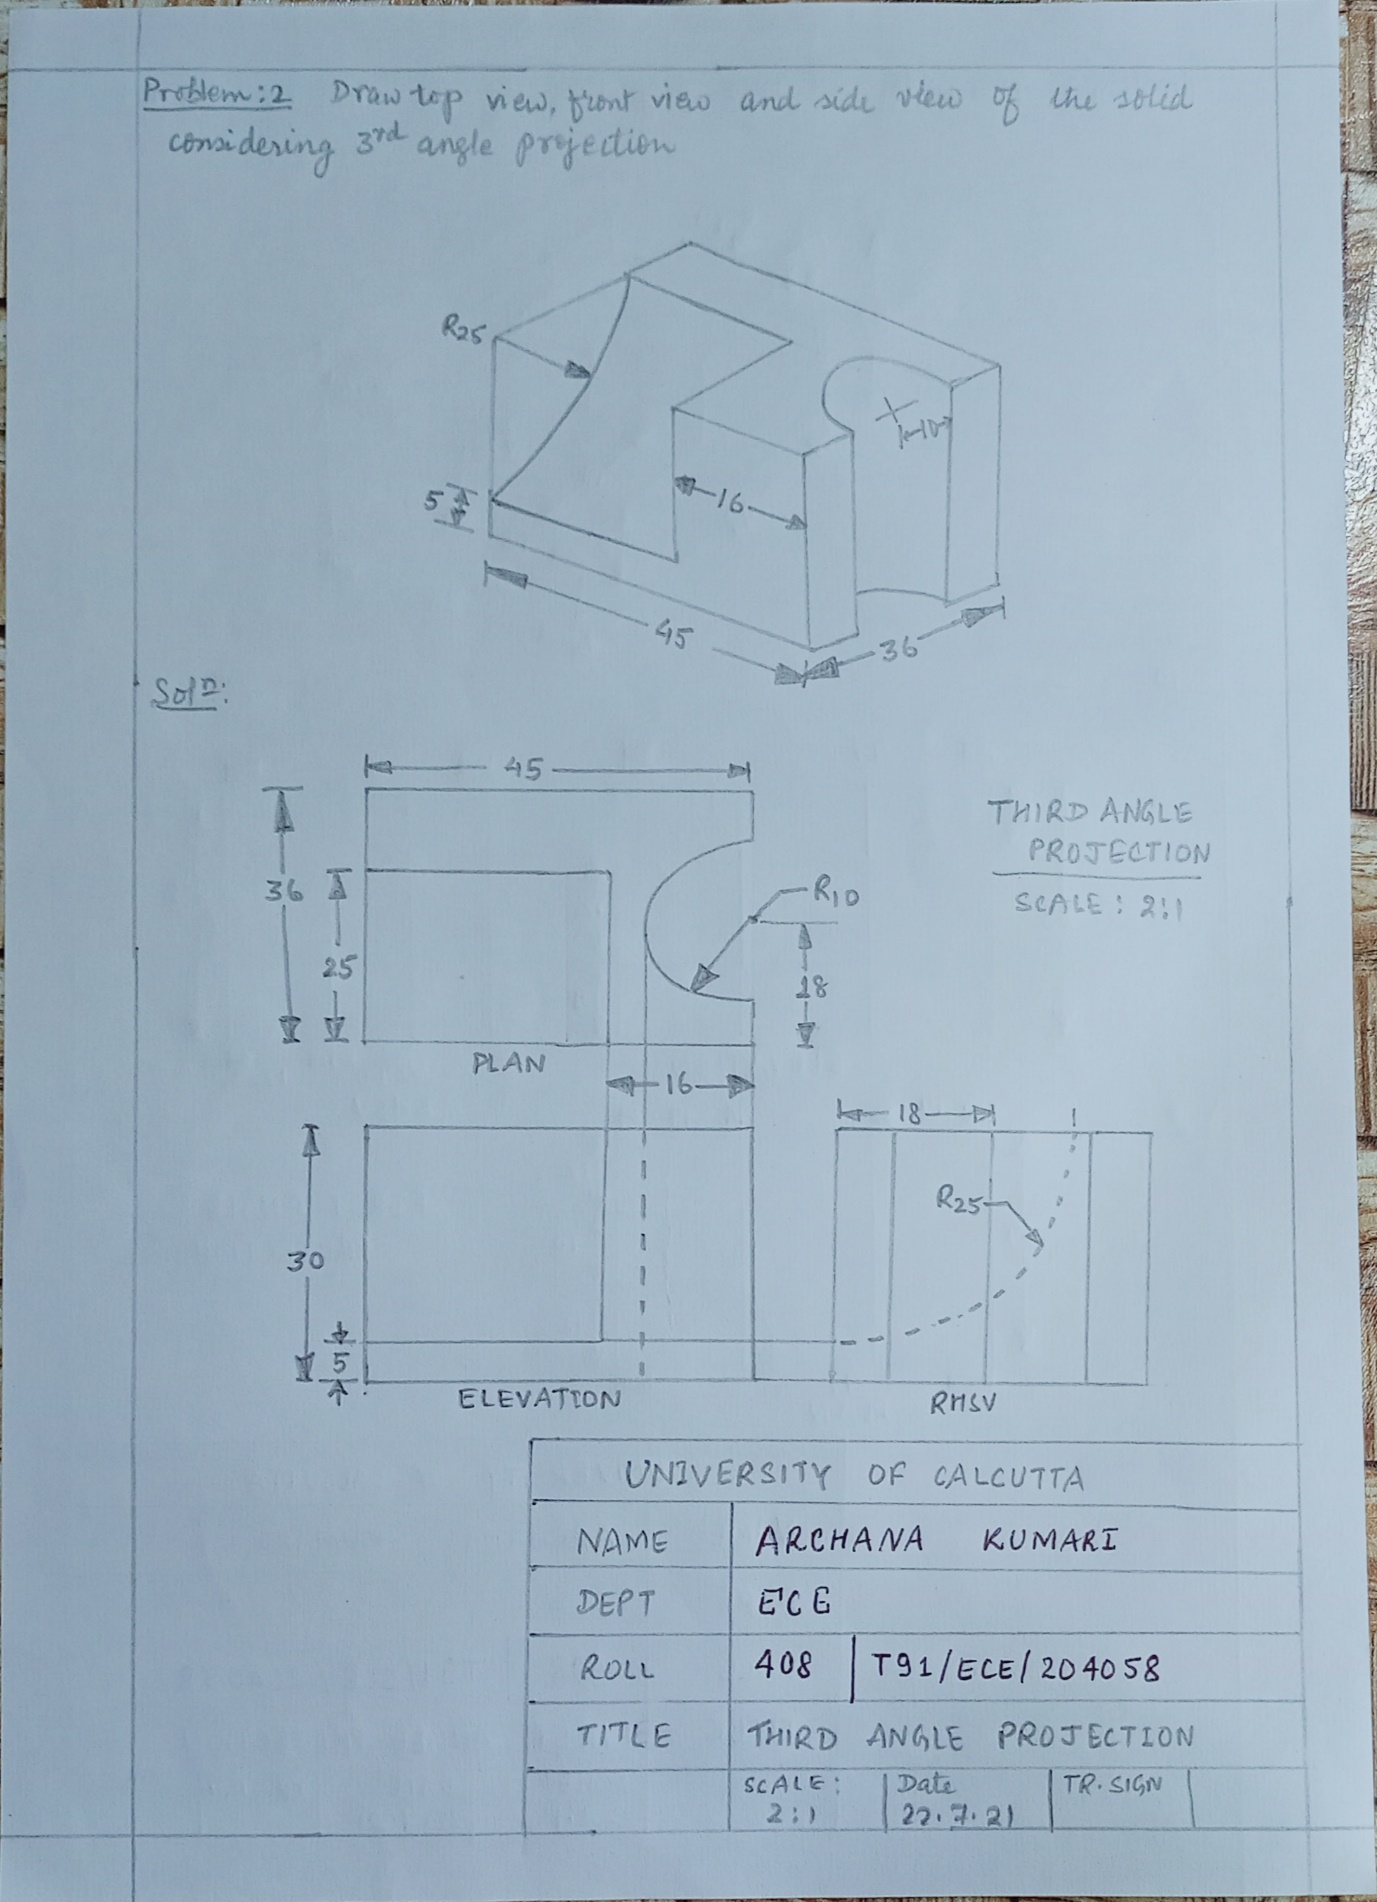 Problem:2 Draw top view, front view and side view of the solid
considering 3rd angle projection
R25
10
16
5
45
36
Soln:
45
THIRD ANGLE
PROJECTION
SCALE: 2:1
36
R10
25
18
PLAN
16
18
R25
30
5
ELEVATION
RHSV
UNIVERSITY OF CALCUTTA
NAME ARCHANA KUMARI
DEPT ECE
ROLL 408 T91/ECE/204058
TITLE THIRD ANGLE PROJECTION
SCALE: Date TR. SIGN
2:1 22.7.21